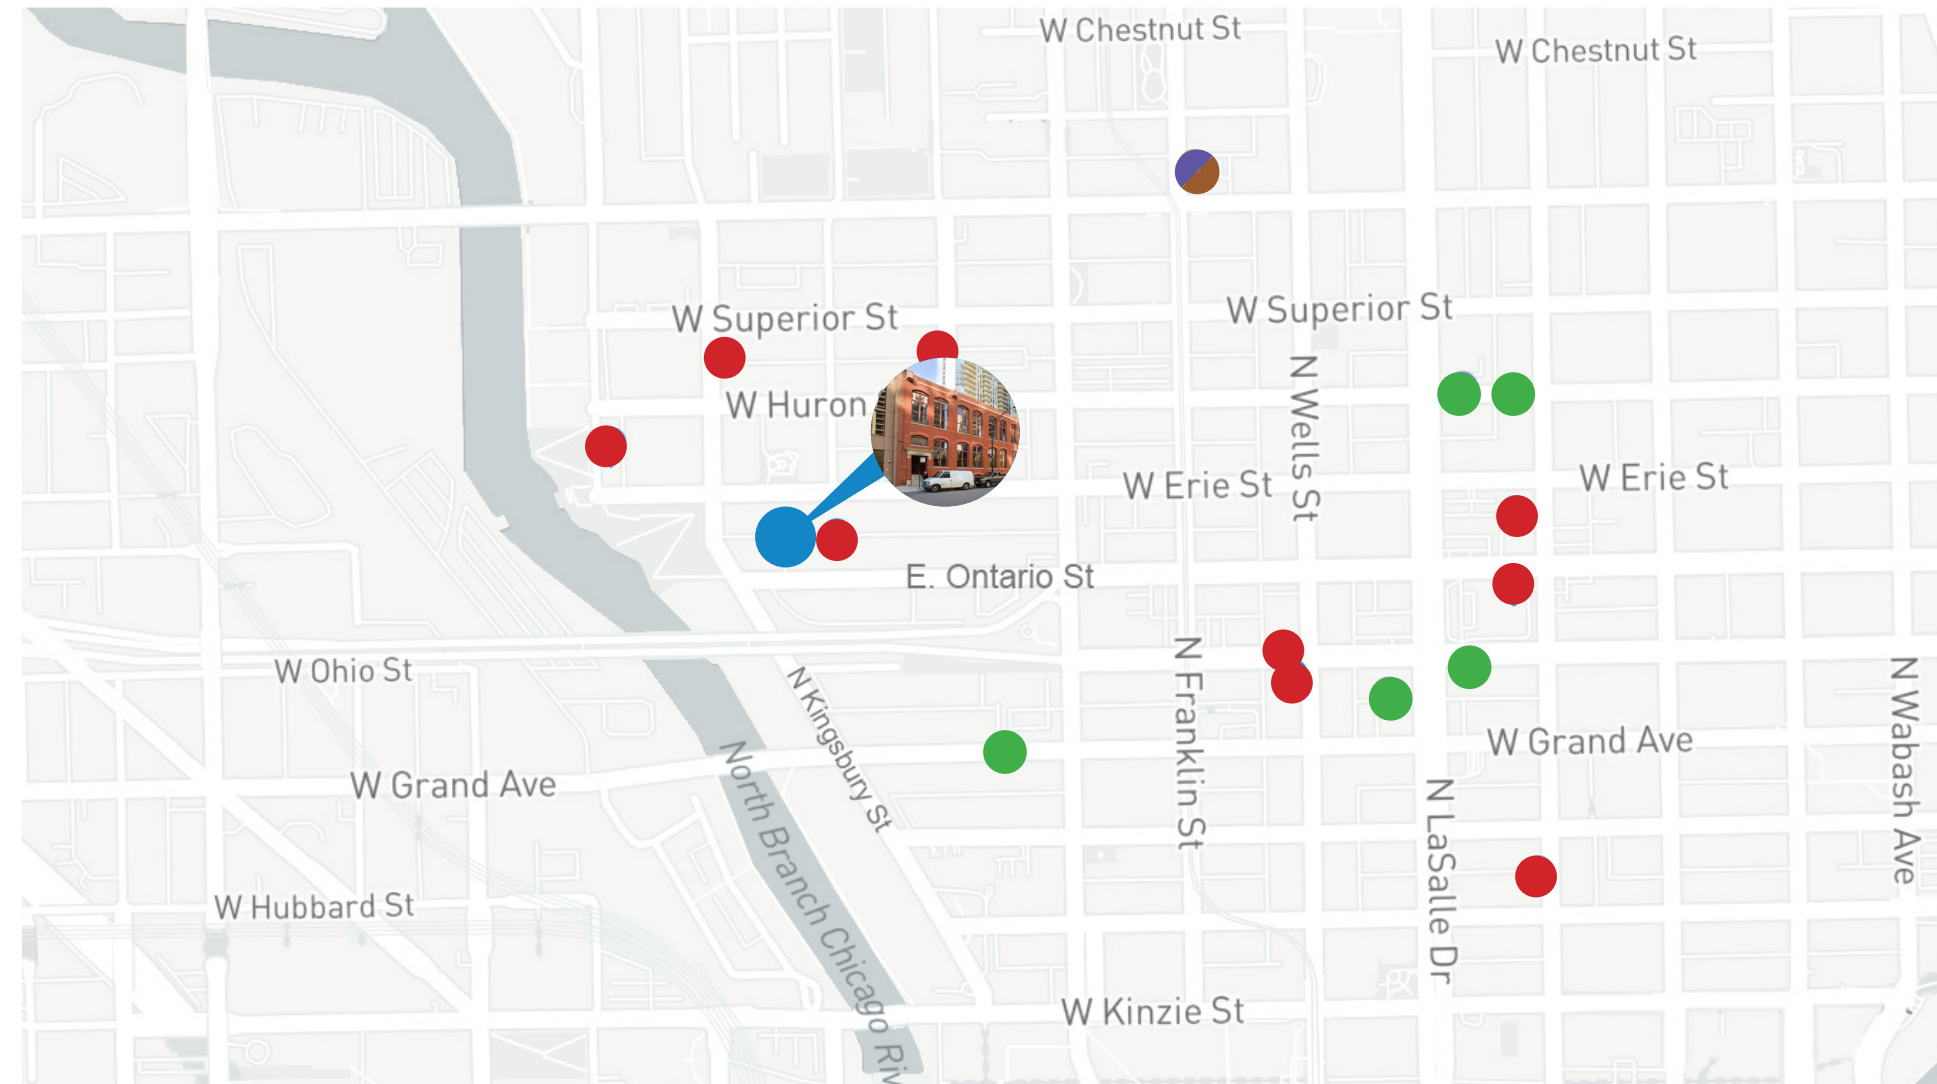 W Chestnut St
W Chestnut St
W Superior St
W Superior St
W Huron
N Wells St
W Erie St
W Erie St
E. Ontario St
W Ohio St
N Kingsbury St
N Franklin St
N Wabash Ave
W Grand Ave
W Grand Ave
North Branch Chicago Riv
N LaSalle Dr
W Hubbard St
W Kinzie St